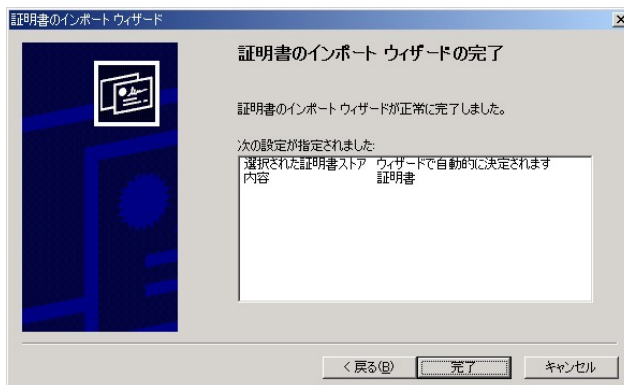 証明書のインポート ウィザード
証明書のインポート ウィザードの完了
証明書のインポート ウィザードが正常に完了しました。
次の設定が指定されました:
選択された証明書ストア ウィザードで自動的に決定されます
内容 証明書
< 戻る(B) 完了 キャンセル